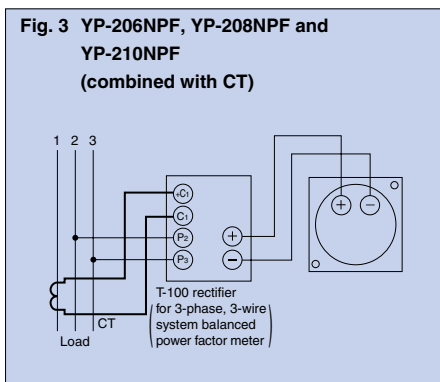 Fig. 3 YP-206NPF, YP-208NPF and
YP-210NPF
(combined with CT)
1 2 3
+C1
C1
P2
P3
+
−
+ −
CT
Load
T-100 rectifier
(for 3-phase, 3-wire
system balanced
power factor meter)